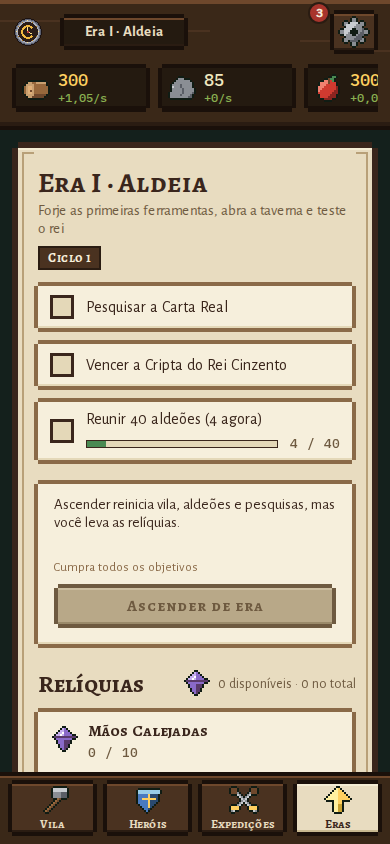 3
Era I · Aldeia
300
+1,05/s
85
+0/s
300
+0,0
Era I · Aldeia
Forje as primeiras ferramentas, abra a taverna e teste
o rei
Ciclo 1
Pesquisar a Carta Real
Vencer a Cripta do Rei Cinzento
Reunir 40 aldeões (4 agora)
4 / 40
Ascender reinicia vila, aldeões e pesquisas, mas
você leva as relíquias.
Cumpra todos os objetivos
Ascender de era
Relíquias
0 disponíveis · 0 no total
Mãos Calejadas
0 / 10
Vila
Heróis
Expedições
Eras